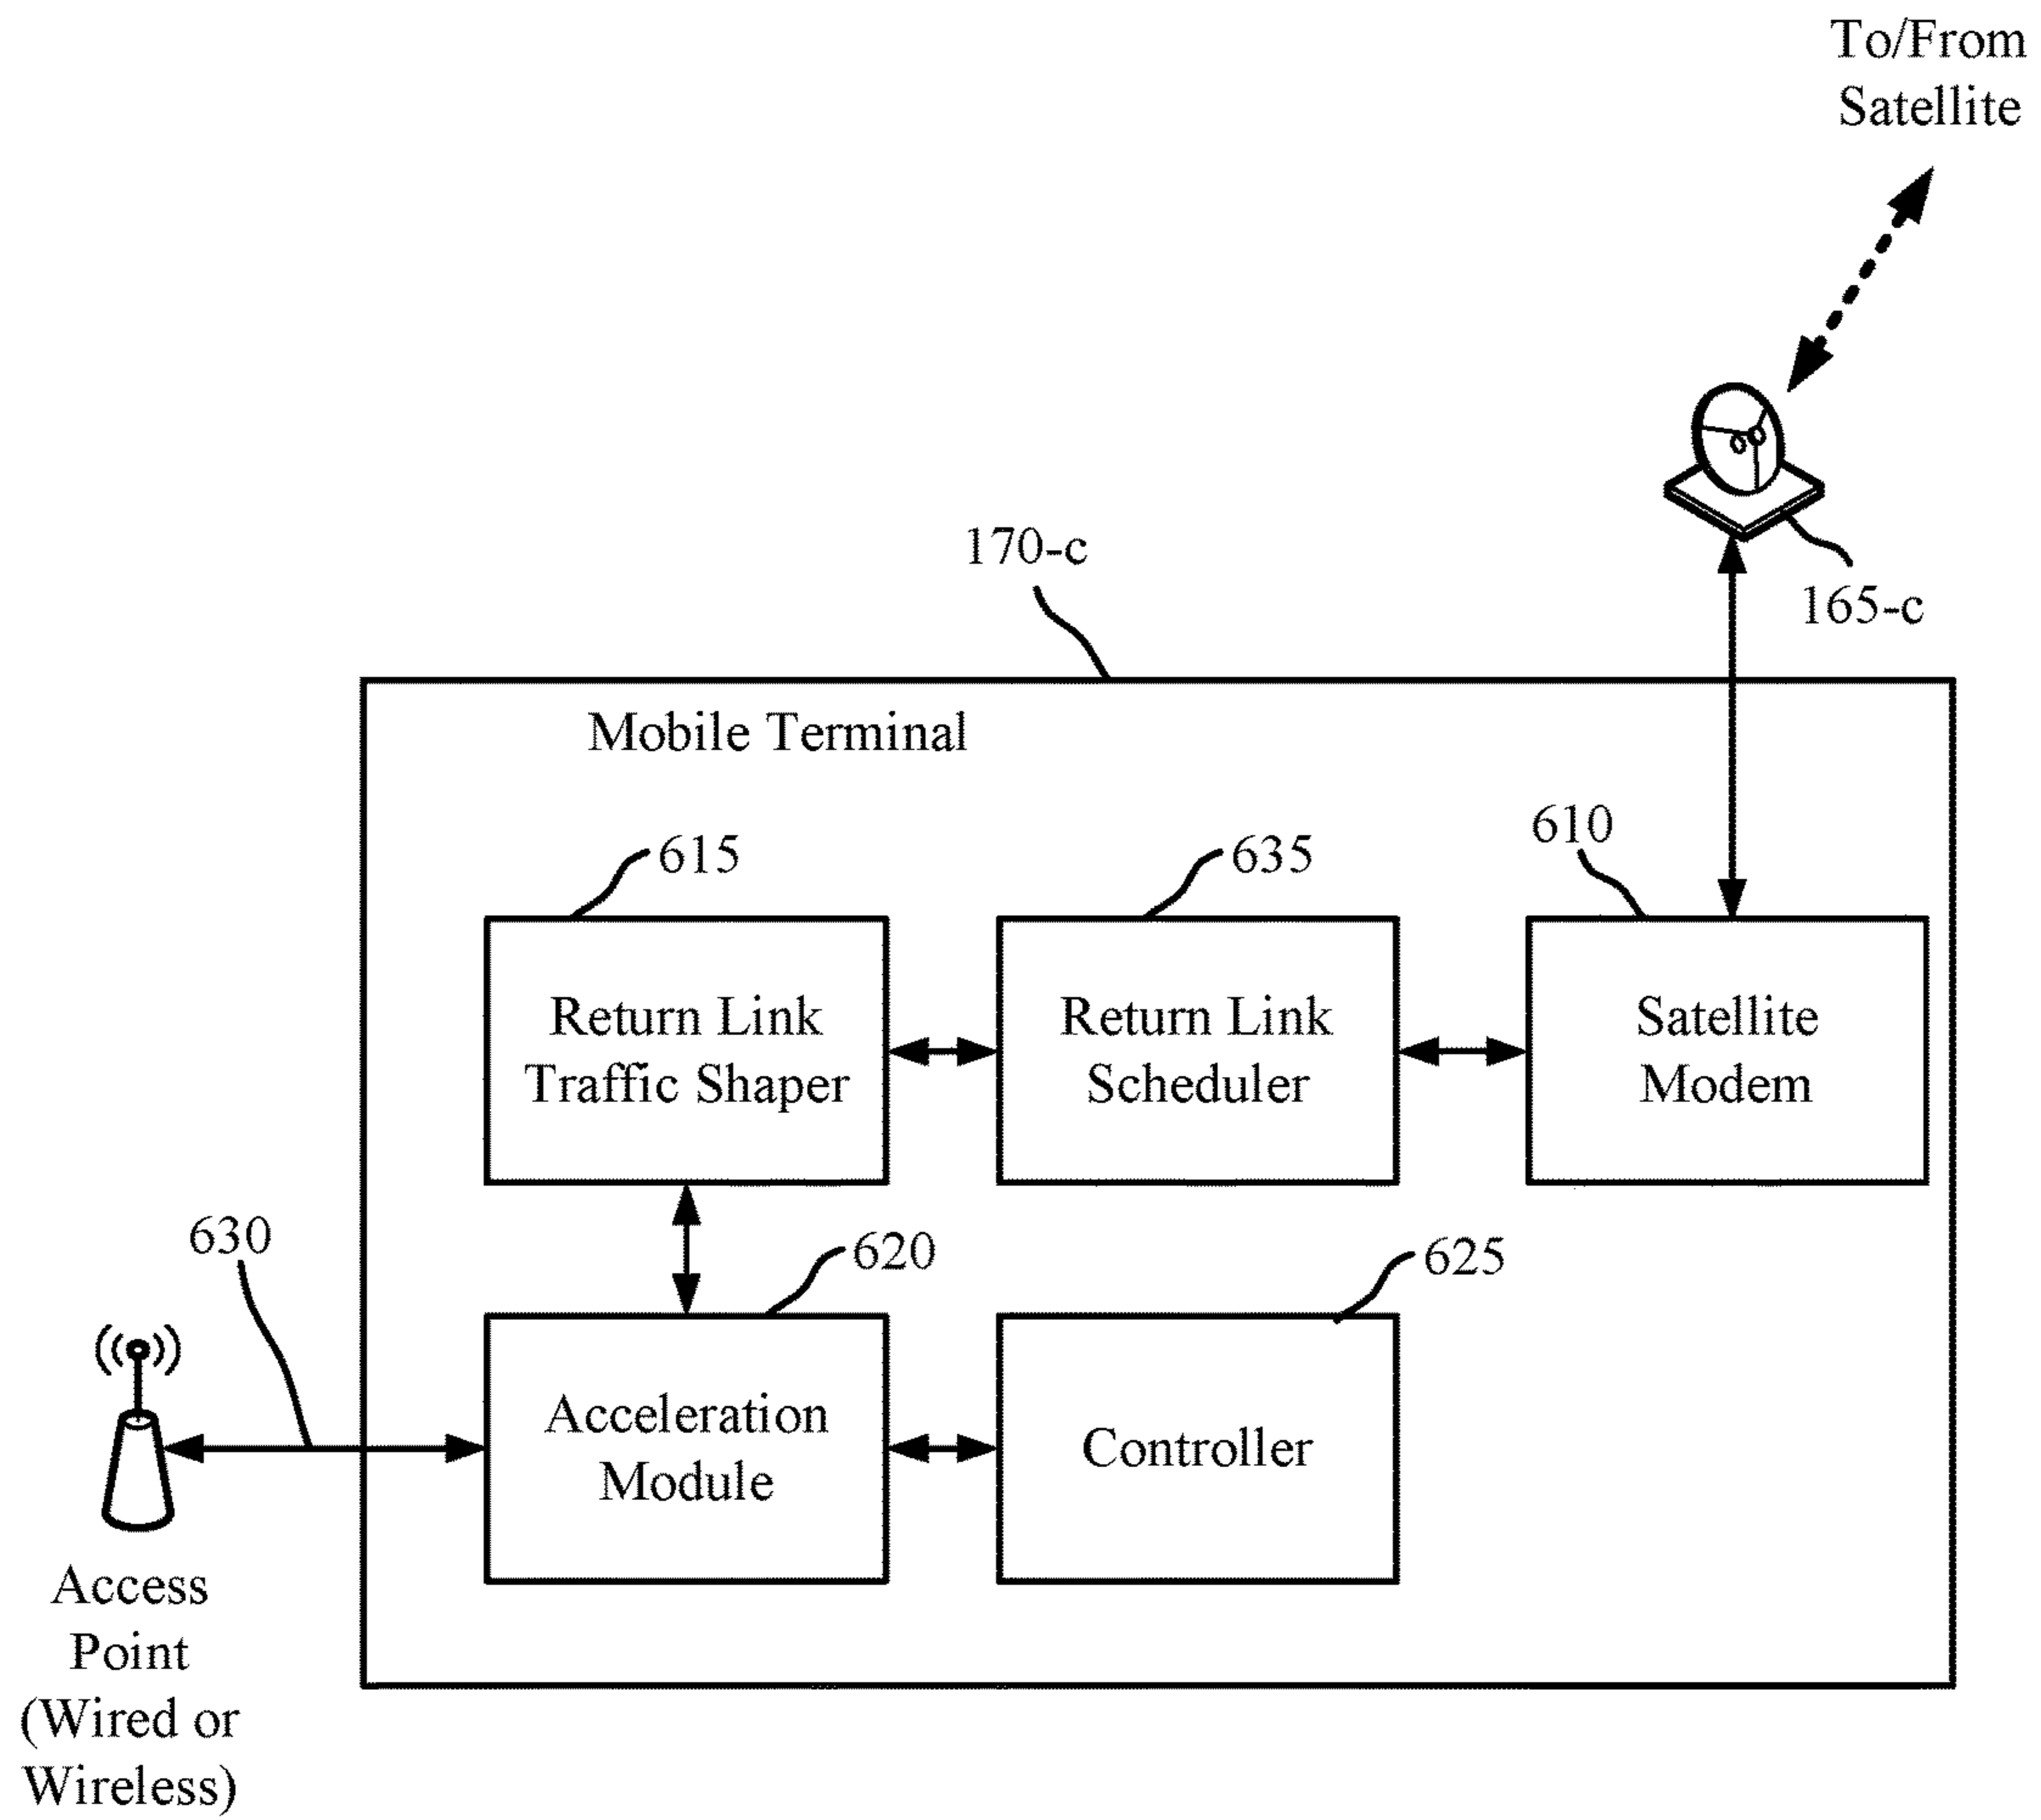 To/From
Satellite
170-c
165-c
Mobile Terminal
615
635
610
Return Link
Traffic Shaper
Return Link
Scheduler
Satellite
Modem
630
620
625
Acceleration
Module
Controller
Access
Point
(Wired or
Wireless)